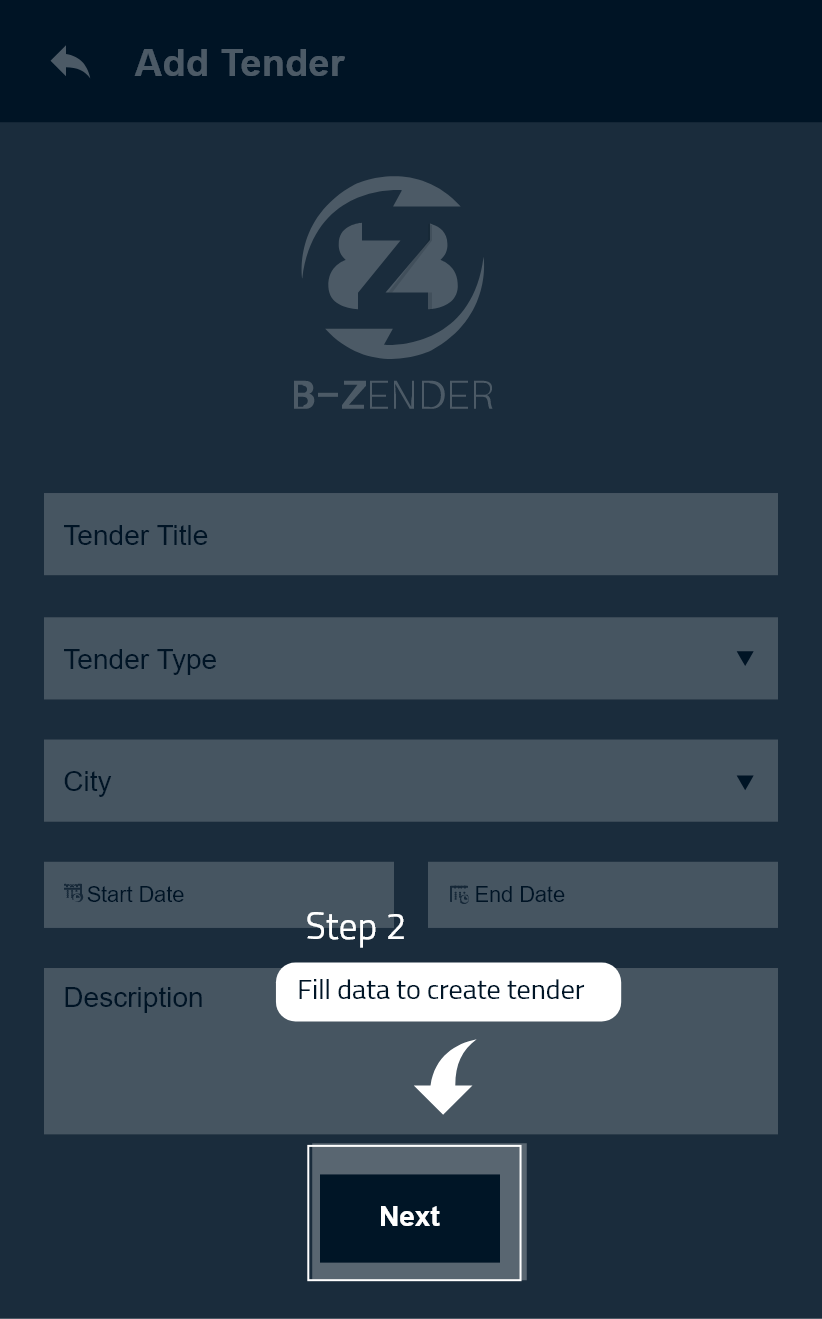 Add Tender
B-ZENDER
Tender Title
Tender Type
City
Start Date
End Date
Step 2
Description
Fill data to create tender
Next